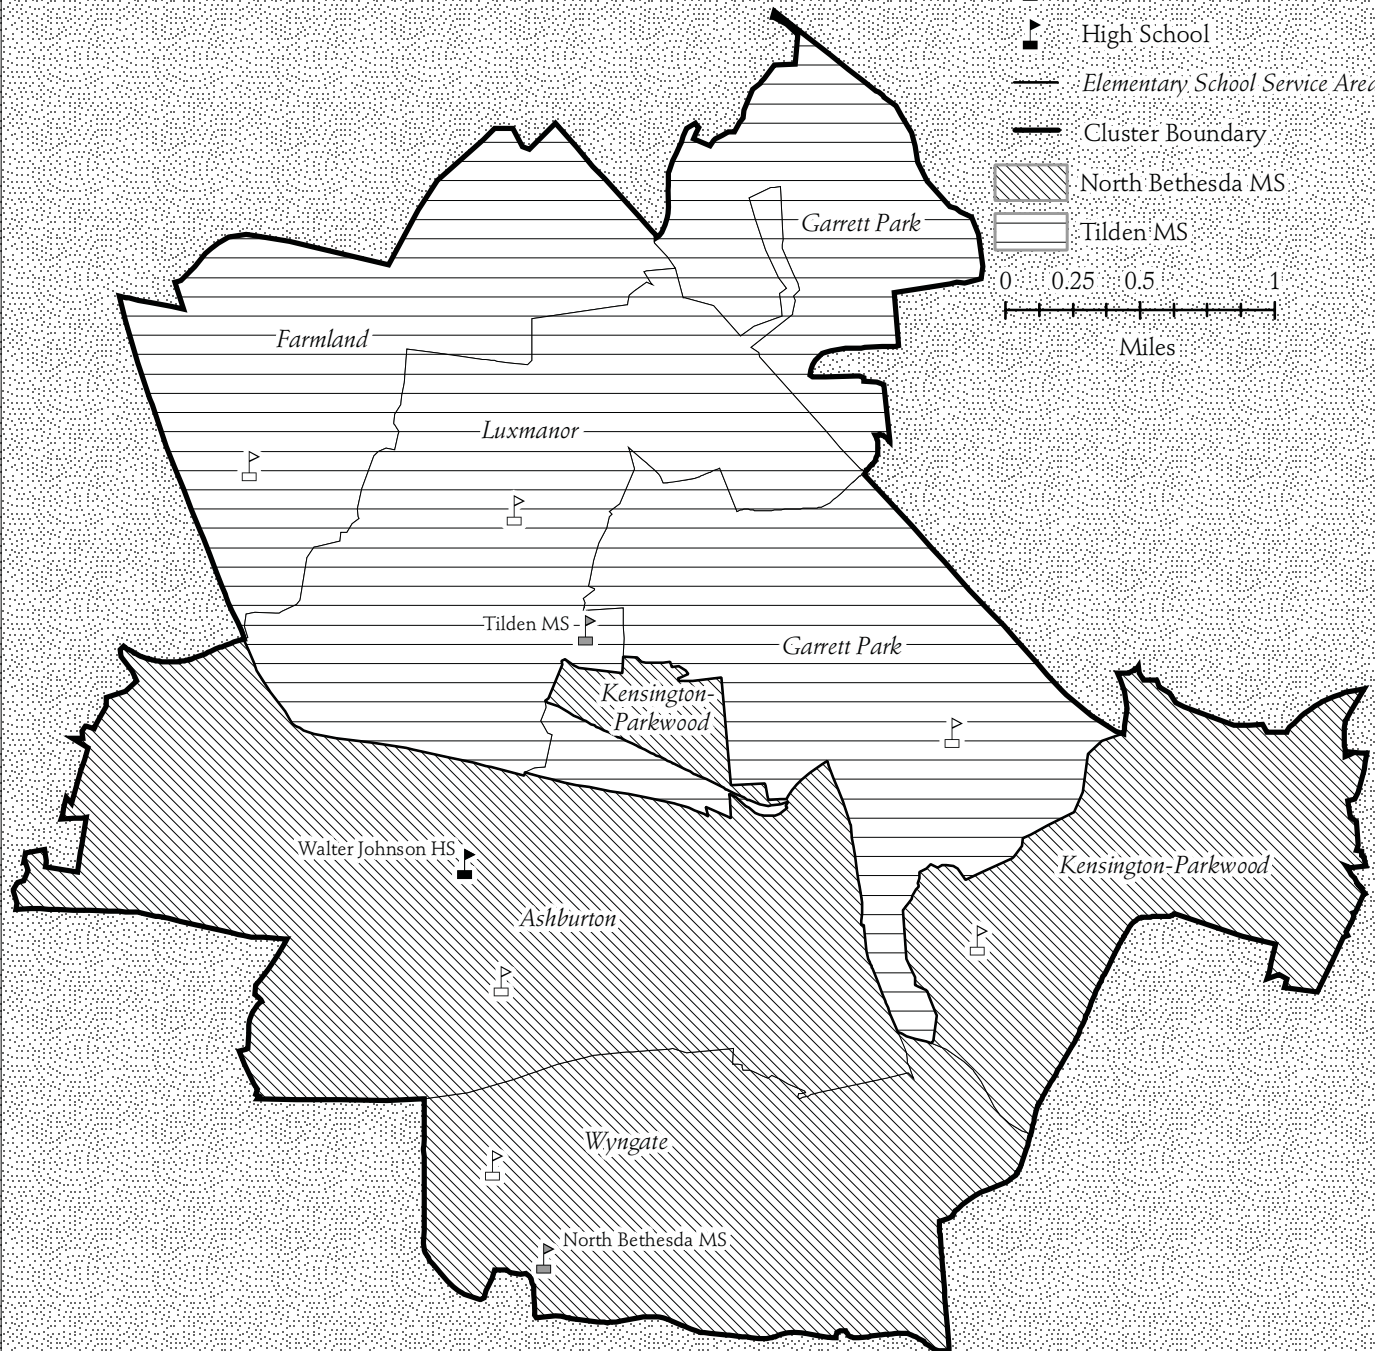 High School
Elementary School Service Area
Cluster Boundary
North Bethesda MS
Garrett Park
Tilden MS
0 0.25 0.5 1
Miles
Farmland
Luxmanor
Tilden MS
Garrett Park
Kensington-
Parkwood
Walter Johnson HS
Kensington-Parkwood
Ashburton
Wyngate
North Bethesda MS